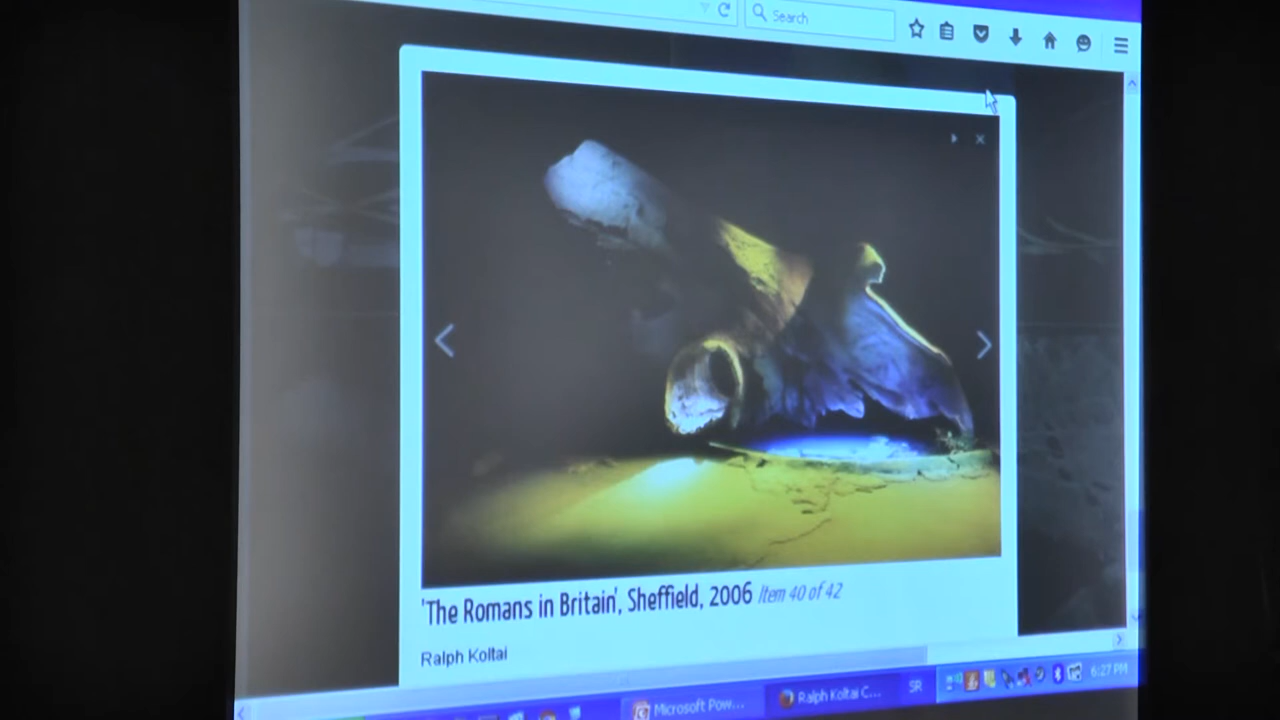 Search
'The Romans in Britain', Sheffield, 2006 Item 40 of 42
Ralph Koltai
Microsoft Pow...
Ralph Koltai C...
SR
6:27 PM